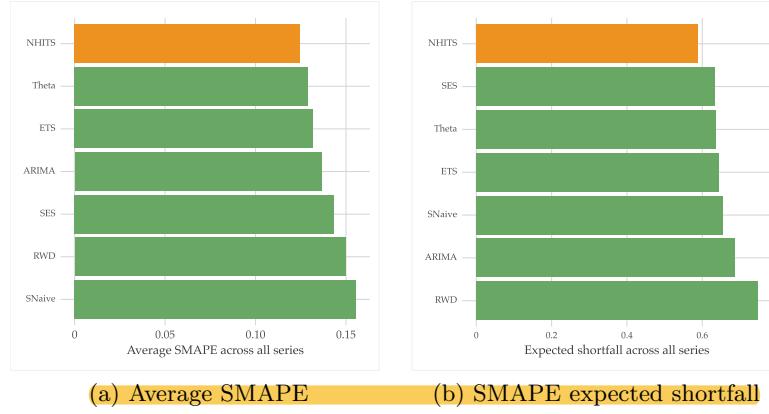 NHITS
Theta
ETS
ARIMA
SES
RWD
SNaive
0 0.05 0.10 0.15
Average SMAPE across all series
NHITS
SES
Theta
ETS
SNaive
ARIMA
RWD
0 0.2 0.4 0.6
Expected shortfall across all series
(a) Average SMAPE
(b) SMAPE expected shortfall